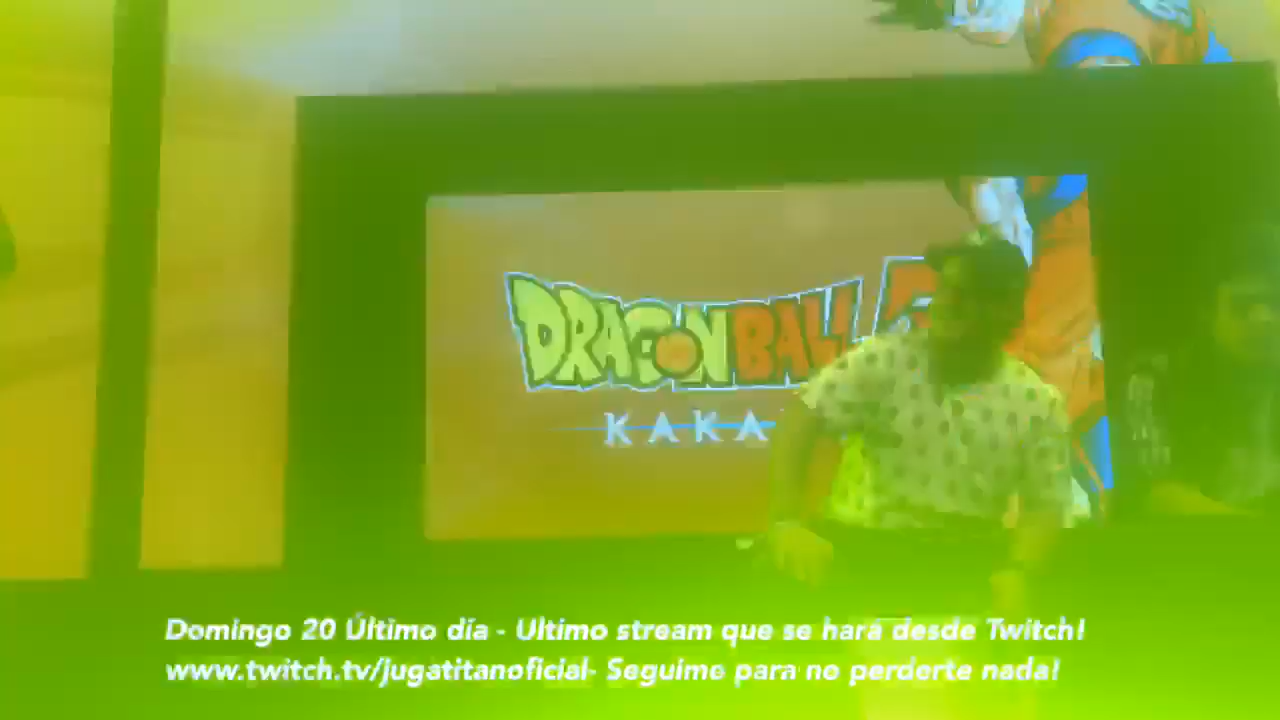 DRAGON BALL
KAKA
Domingo 20 Último día - Ultimo stream que se hará desde Twitch!
www.twitch.tv/jugatitanoficial- Seguime para no perderte nada!